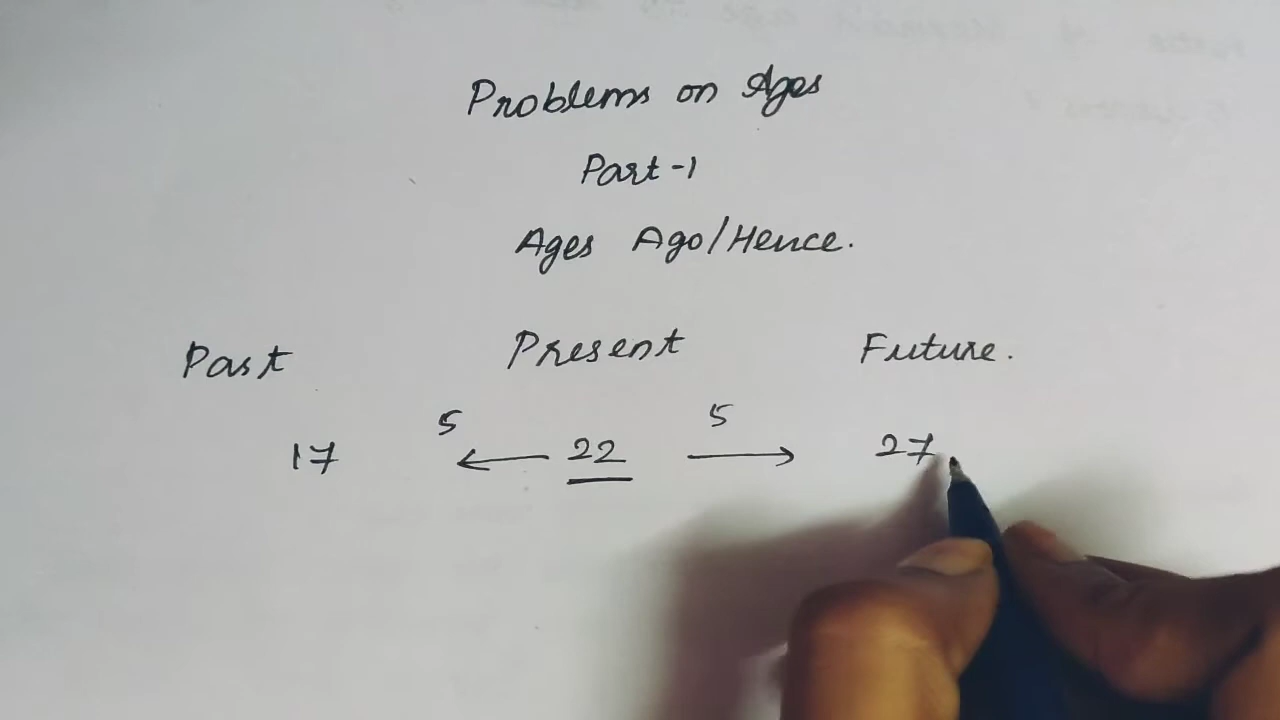 Problems on Ages
Part-1
Ages Ago/Hence.
Past Present Future.
5 5
17 ← 22 → 27